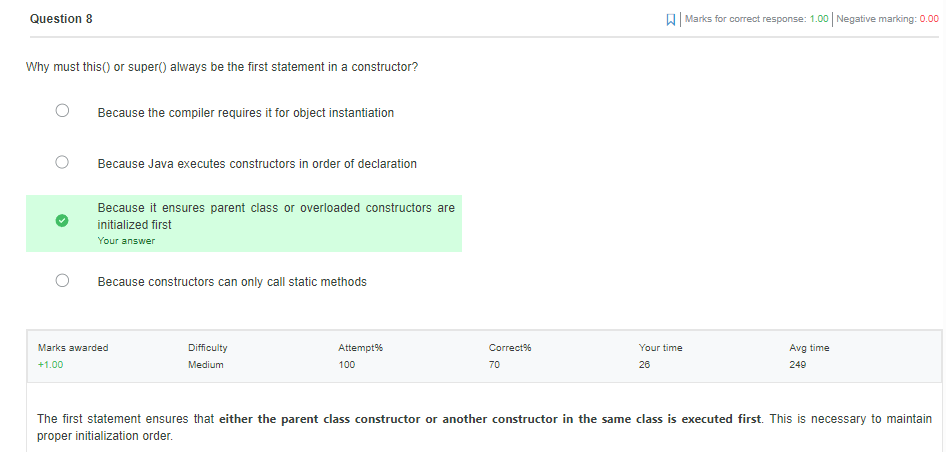 Question 8
Marks for correct response: 1.00 | Negative marking: 0.00
Why must this() or super() always be the first statement in a constructor?
Because the compiler requires it for object instantiation
Because Java executes constructors in order of declaration
Because it ensures parent class or overloaded constructors are
initialized first
Your answer
Because constructors can only call static methods
Marks awarded Difficulty Attempt% Correct% Your time Avg time
+1.00 Medium 100 70 26 249
The first statement ensures that either the parent class constructor or another constructor in the same class is executed first. This is necessary to maintain
proper initialization order.